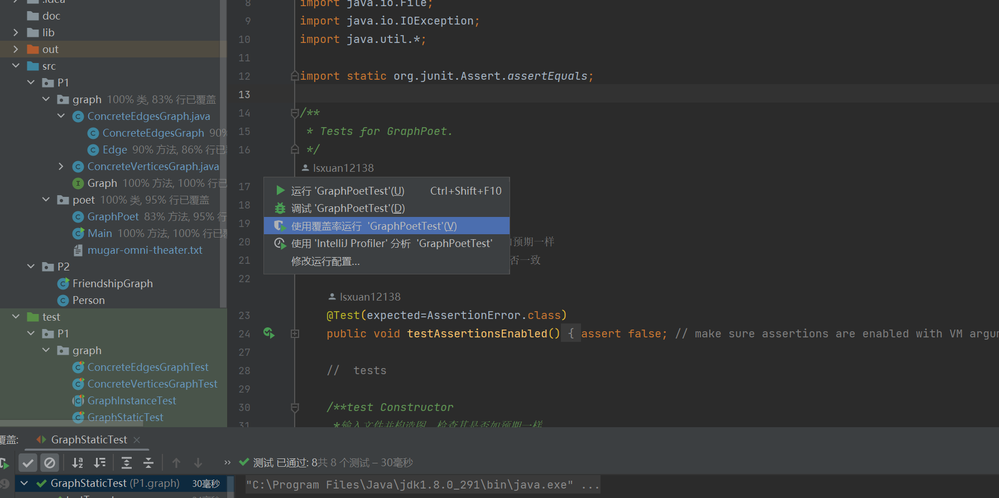 .idea
doc
lib
out
src
P1
graph 100% 类, 83% 行已覆盖
ConcreteEdgesGraph.java
ConcreteEdgesGraph 90%
Edge 90% 方法, 86% 行已
ConcreteVerticesGraph.java
Graph 100% 方法, 100% 行已
poet 100% 类, 95% 行已覆盖
GraphPoet 83% 方法, 95% 行
Main 100% 方法, 100% 行已
mugar-omni-theater.txt
P2
FriendshipGraph
Person
test
P1
graph
ConcreteEdgesGraphTest
ConcreteVerticesGraphTest
GraphInstanceTest
GraphStaticTest
8 import java.io.File;
9 import java.io.IOException;
10 import java.util.*;
11
12 import static org.junit.Assert.assertEquals;
13
14 /**
15 * Tests for GraphPoet.
16 */
lsxuan12138
17
18
19
20 预期一样
21 否一致
22
运行 'GraphPoetTest'(U) Ctrl+Shift+F10
调试 'GraphPoetTest'(D)
使用覆盖率运行 'GraphPoetTest'(V)
使用 'IntelliJ Profiler' 分析 'GraphPoetTest'
修改运行配置...
lsxuan12138
23 @Test(expected=AssertionError.class)
24 public void testAssertionsEnabled() { assert false; // make sure assertions are enabled with VM argu
27
28 // tests
29
30 /**test Constructor
31 *输入文件并构造图，检查其是否如预期一样
覆盖: GraphStaticTest
测试 已通过: 8共 8 个测试 – 30毫秒
GraphStaticTest (P1.graph) 30毫秒
"C:\Program Files\Java\jdk1.8.0_291\bin\java.exe" ...